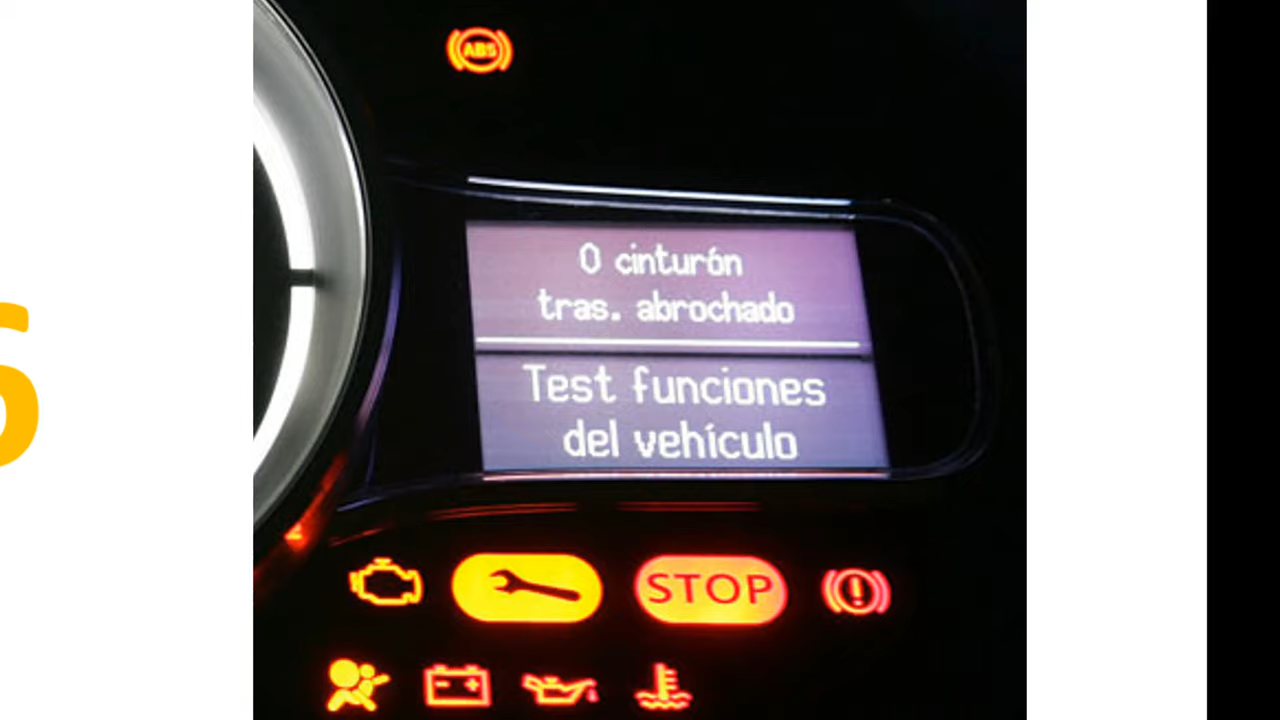 ABS
0 cinturón
tras. abrochado
Test funciones
del vehículo
STOP